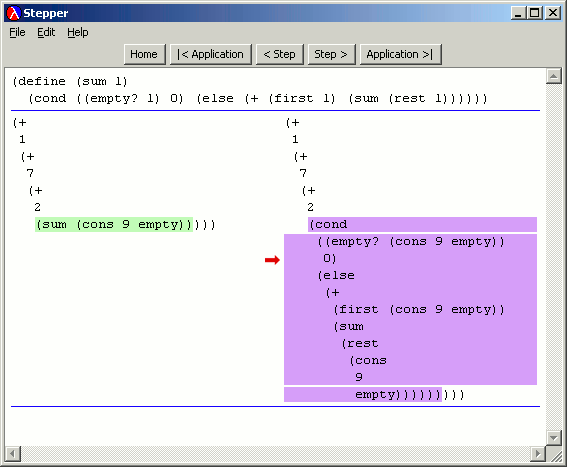 Stepper
File Edit Help
Home |< Application < Step Step > Application >|
(define (sum l)
(cond ((empty? l) 0) (else (+ (first l) (sum (rest l))))))
(+
1
(+
7
(+
2
(sum (cons 9 empty)))))
(+
1
(+
7
(+
2
(cond
((empty? (cons 9 empty))
0)
(else
(+
(first (cons 9 empty))
(sum
(rest
(cons
9
empty)))))))))